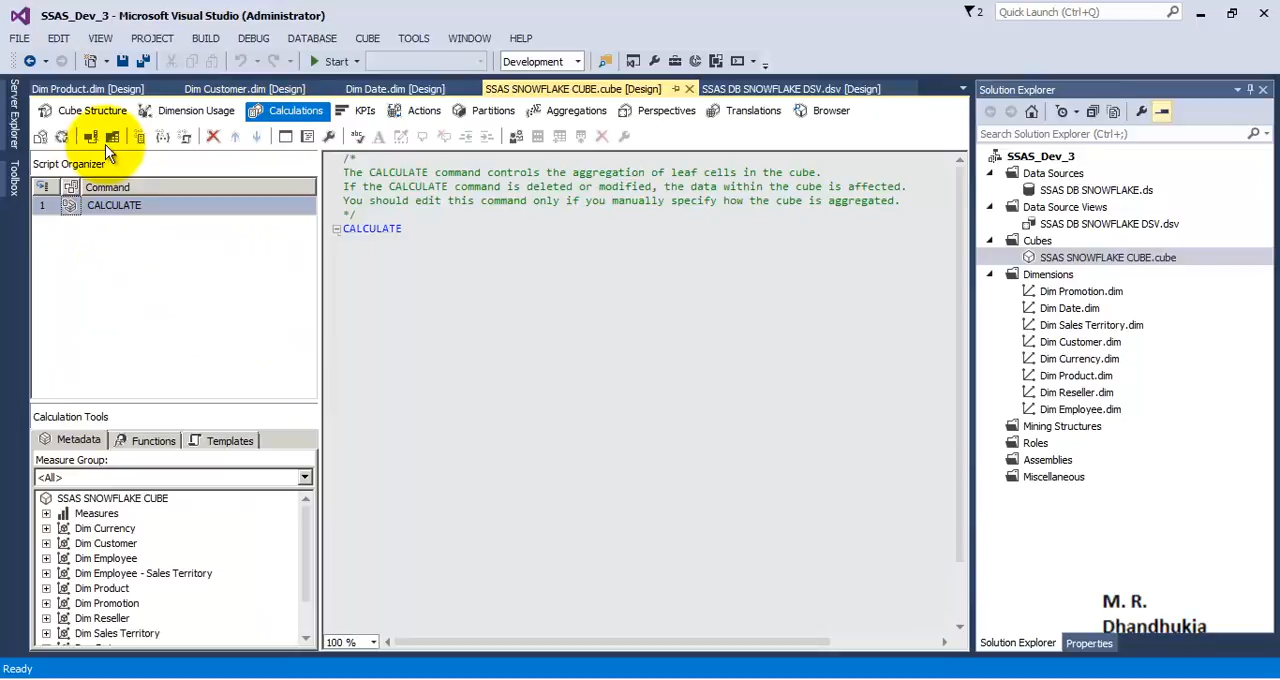 SSAS_Dev_3 - Microsoft Visual Studio (Administrator)
2
Quick Launch (Ctrl+Q)
FILE EDIT VIEW PROJECT BUILD DEBUG DATABASE CUBE TOOLS WINDOW HELP
Start Development
Server Explorer
Toolbox
Dim Product.dim [Design] Dim Customer.dim [Design] Dim Date.dim [Design] SSAS SNOWFLAKE CUBE.cube [Design] SSAS DB SNOWFLAKE DSV.dsv [Design]
Cube Structure Dimension Usage Calculations KPIs Actions Partitions Aggregations Perspectives Translations Browser
Script Organizer
Command
1 CALCULATE
/*
The CALCULATE command controls the aggregation of leaf cells in the cube.
If the CALCULATE command is deleted or modified, the data within the cube is affected.
You should edit this command only if you manually specify how the cube is aggregated.
*/
CALCULATE
100 %
Calculation Tools
Metadata Functions Templates
Measure Group:
<All>
SSAS SNOWFLAKE CUBE
Measures
Dim Currency
Dim Customer
Dim Employee
Dim Employee - Sales Territory
Dim Product
Dim Promotion
Dim Reseller
Dim Sales Territory
Solution Explorer
Search Solution Explorer (Ctrl+;)
SSAS_Dev_3
Data Sources
SSAS DB SNOWFLAKE.ds
Data Source Views
SSAS DB SNOWFLAKE DSV.dsv
Cubes
SSAS SNOWFLAKE CUBE.cube
Dimensions
Dim Promotion.dim
Dim Date.dim
Dim Sales Territory.dim
Dim Customer.dim
Dim Currency.dim
Dim Product.dim
Dim Reseller.dim
Dim Employee.dim
Mining Structures
Roles
Assemblies
Miscellaneous
M. R.
Dhandhukia
Solution Explorer Properties
Ready